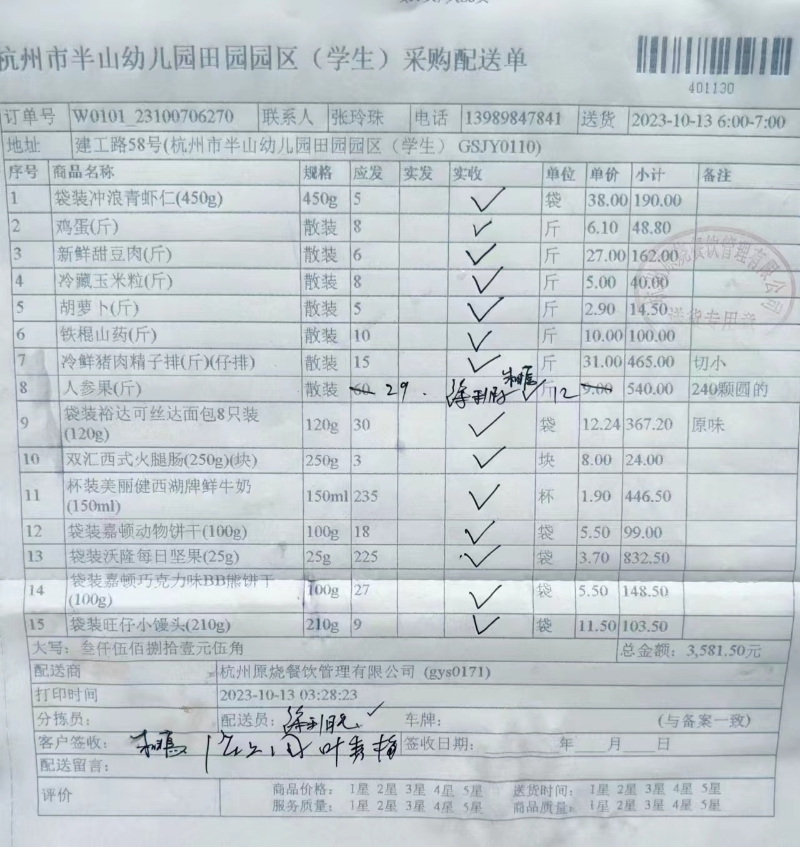 杭州市半山幼儿园田园园区（学生）采购配送单
401130
订单号 W0101_23100706270 联系人 张玲珠 电话 13989847841 送货 2023-10-13 6:00-7:00
地址 建工路58号(杭州市半山幼儿园田园园区（学生）GSJY0110)
序号 商品名称 规格 应发 实发 实收 单位 单价 小计 备注
1 袋装冲浪青虾仁(450g) 450g 5 袋 38.00 190.00
2 鸡蛋(斤) 散装 8 斤 6.10 48.80
3 新鲜甜豆肉(斤) 散装 6 斤 27.00 162.00
4 冷藏玉米粒(斤) 散装 8 斤 5.00 40.00
5 胡萝卜(斤) 散装 5 斤 2.90 14.50
6 铁棍山药(斤) 散装 10 斤 10.00 100.00
7 冷鲜猪肉精子排(斤)(仔排) 散装 15 斤 31.00 465.00 切小
8 人参果(斤) 散装 60 29. 斤 12 9.00 540.00 240颗圆的
9 袋装裕达可丝达面包8只装 120g 30 袋 12.24 367.20 原味
(120g)
10 双汇西式火腿肠(250g)(块) 250g 3 块 8.00 24.00
11 杯装美丽健西湖牌鲜牛奶 150ml 235 杯 1.90 446.50
(150ml)
12 袋装嘉顿动物饼干(100g) 100g 18 袋 5.50 99.00
13 袋装沃隆每日坚果(25g) 25g 225 袋 3.70 832.50
14 袋装嘉顿巧克力味BB熊饼干 100g 27 袋 5.50 148.50
(100g)
15 袋装旺仔小馒头(210g) 210g 9 袋 11.50 103.50
大写：叁仟伍佰捌拾壹元伍角 总金额：3,581.50元
配送商 杭州原烧餐饮管理有限公司 (gys0171)
打印时间 2023-10-13 03:28:23
分拣员： 配送员： 车牌： (与备案一致)
客户签收： 签收日期： 年 月 日
配送留言：
评价 商品价格： 1星 2星 3星 4星 5星 送货时间： 1星 2星 3星 4星 5星
服务质量： 1星 2星 3星 4星 5星 商品质量： 1星 2星 3星 4星 5星